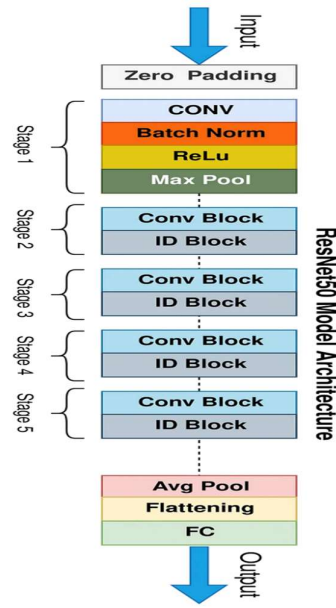 Input
Zero Padding
Stage 1
CONV
Batch Norm
ReLu
Max Pool
Stage 2
Conv Block
ID Block
Stage 3
Conv Block
ID Block
Stage 4
Conv Block
ID Block
Stage 5
Conv Block
ID Block
Avg Pool
Flattening
FC
Output
ResNet50 Model Architecture